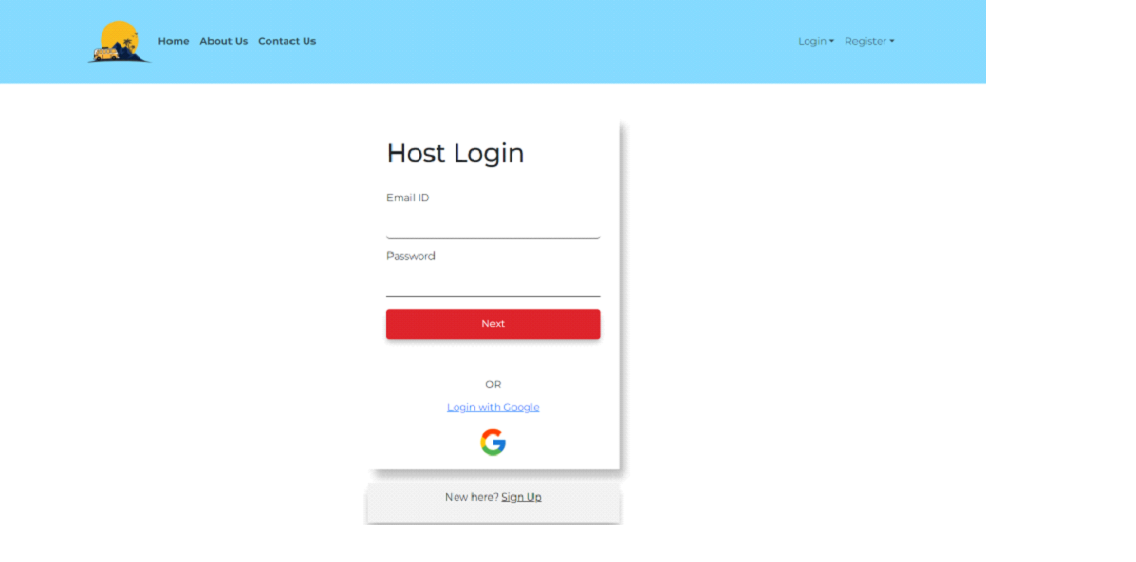 Home About Us Contact Us Login Register
Host Login
Email ID
Password
Next
OR
Login with Google
New here? Sign Up